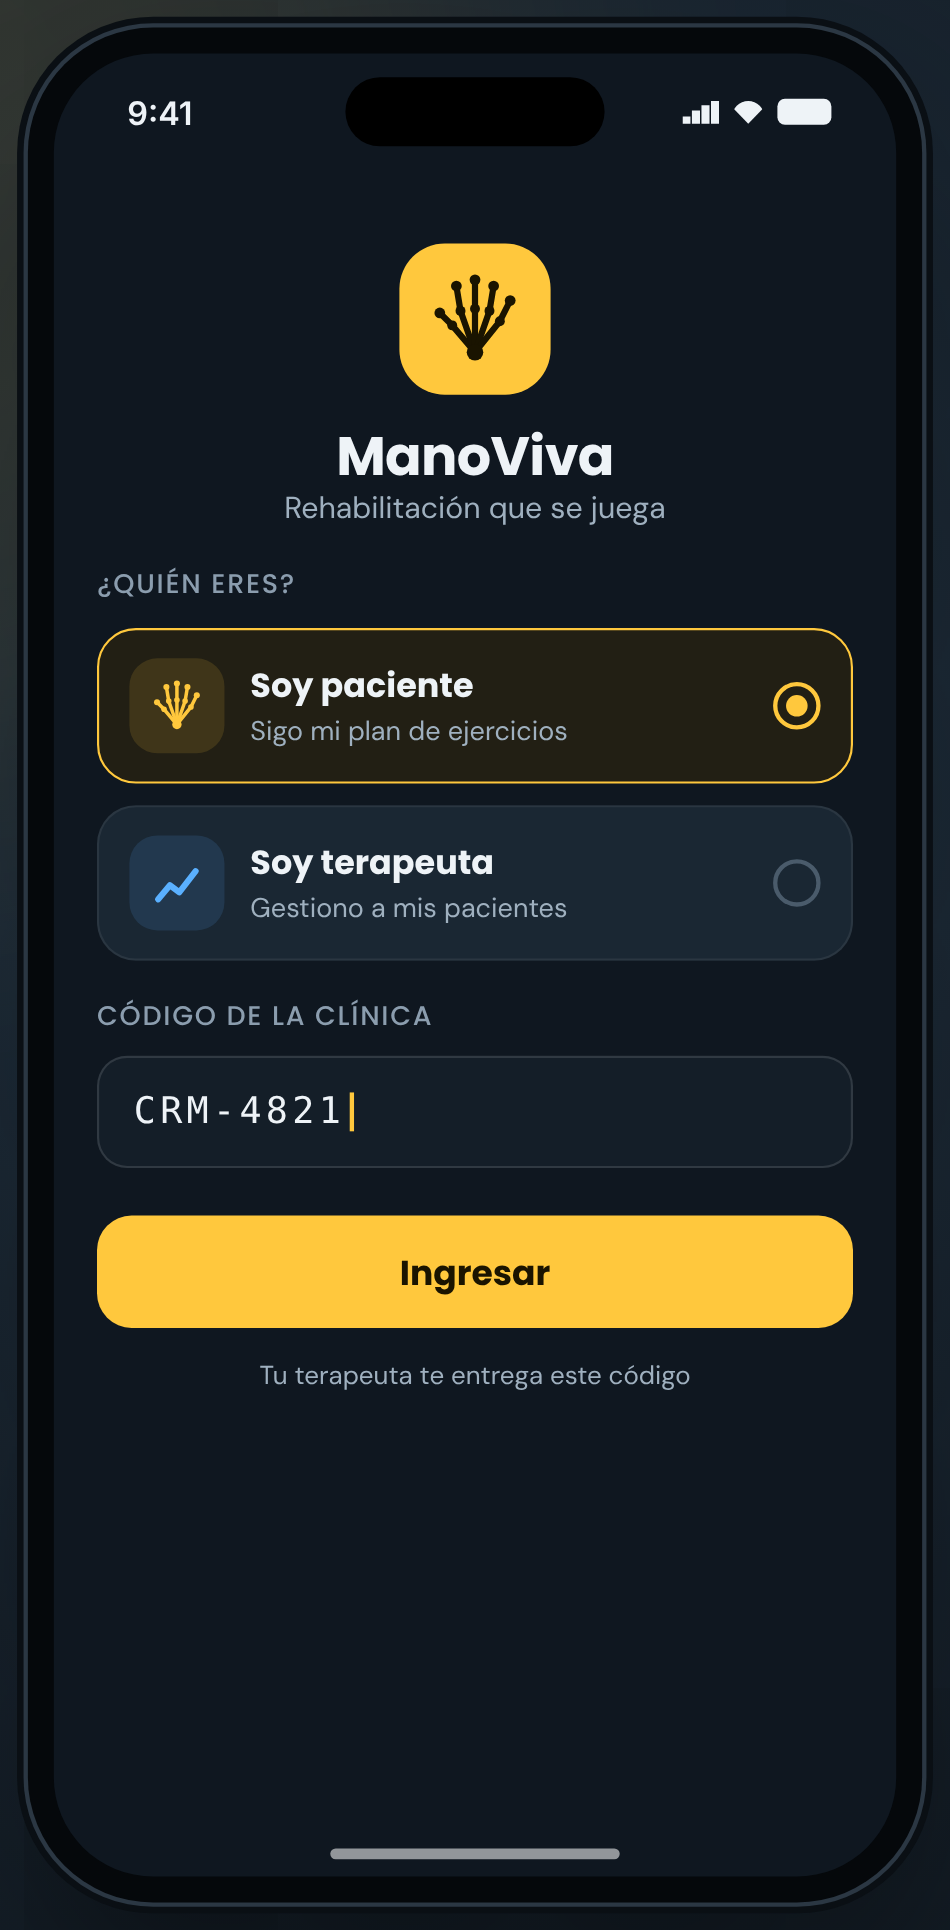 9:41
ManoViva
Rehabilitación que se juega
¿QUIÉN ERES?
Soy paciente
Sigo mi plan de ejercicios
Soy terapeuta
Gestiono a mis pacientes
CÓDIGO DE LA CLÍNICA
CRM-4821
Ingresar
Tu terapeuta te entrega este código